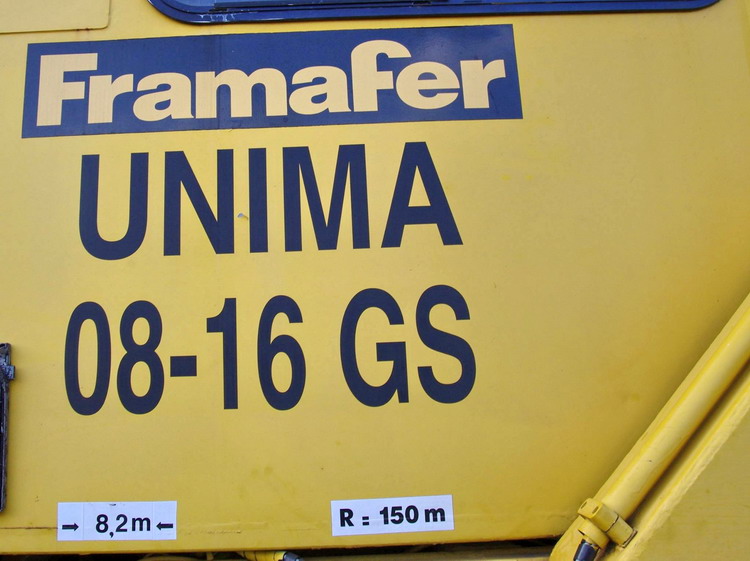 Framafer
UNIMA
08-16 GS
→ 8,2m ←
R = 150 m